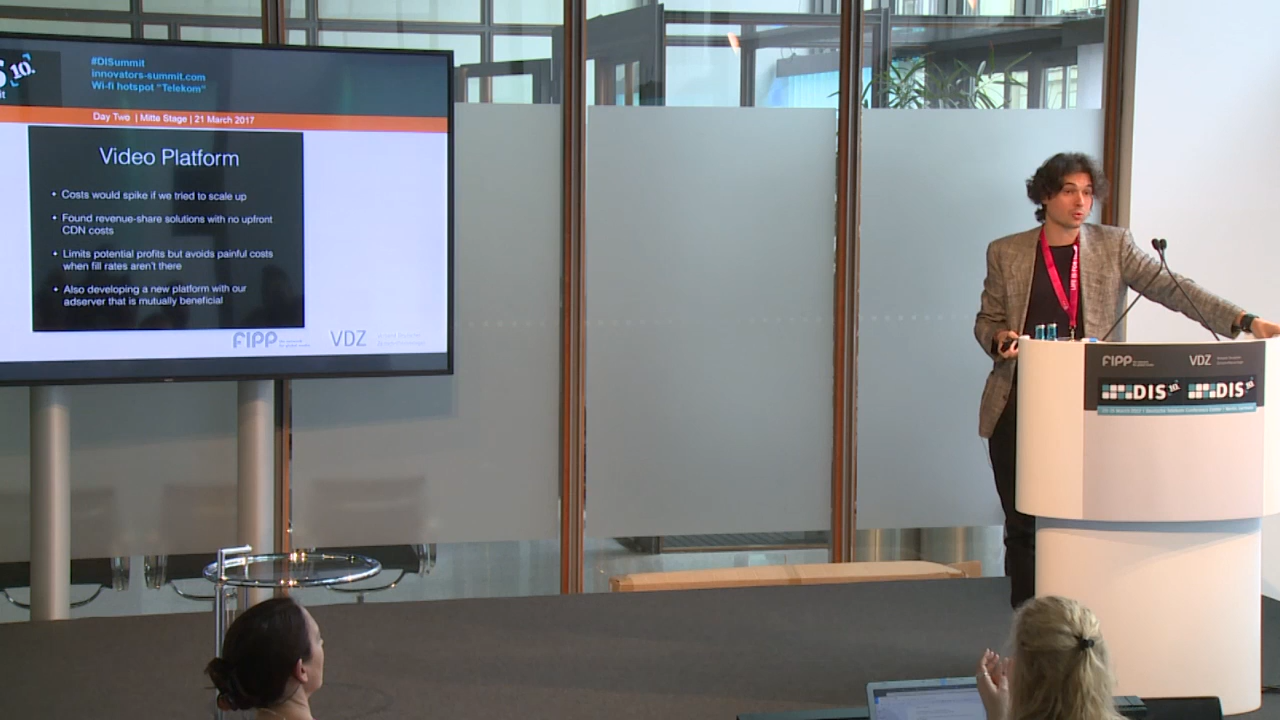 #DISummit
innovators-summit.com
Wi-fi hotspot "Telekom"
Day Two | Mitte Stage | 21 March 2017
Video Platform
• Costs would spike if we tried to scale up
• Found revenue-share solutions with no upfront
CDN costs
• Limits potential profits but avoids painful costs
when fill rates aren't there
• Also developing a new platform with our
adserver that is mutually beneficial
FIPP VDZ
FIPP VDZ
DIS 10. DIS 10.